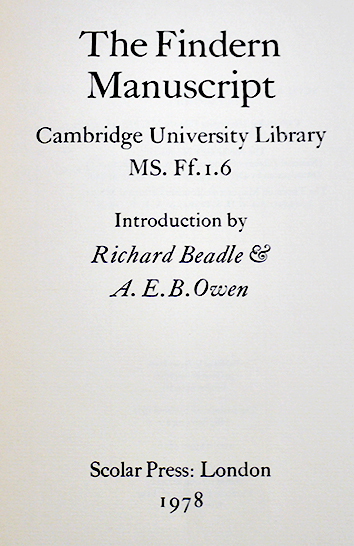 The Findern
Manuscript
Cambridge University Library
MS. Ff.1.6
Introduction by
Richard Beadle &
A. E. B. Owen
Scolar Press: London
1978